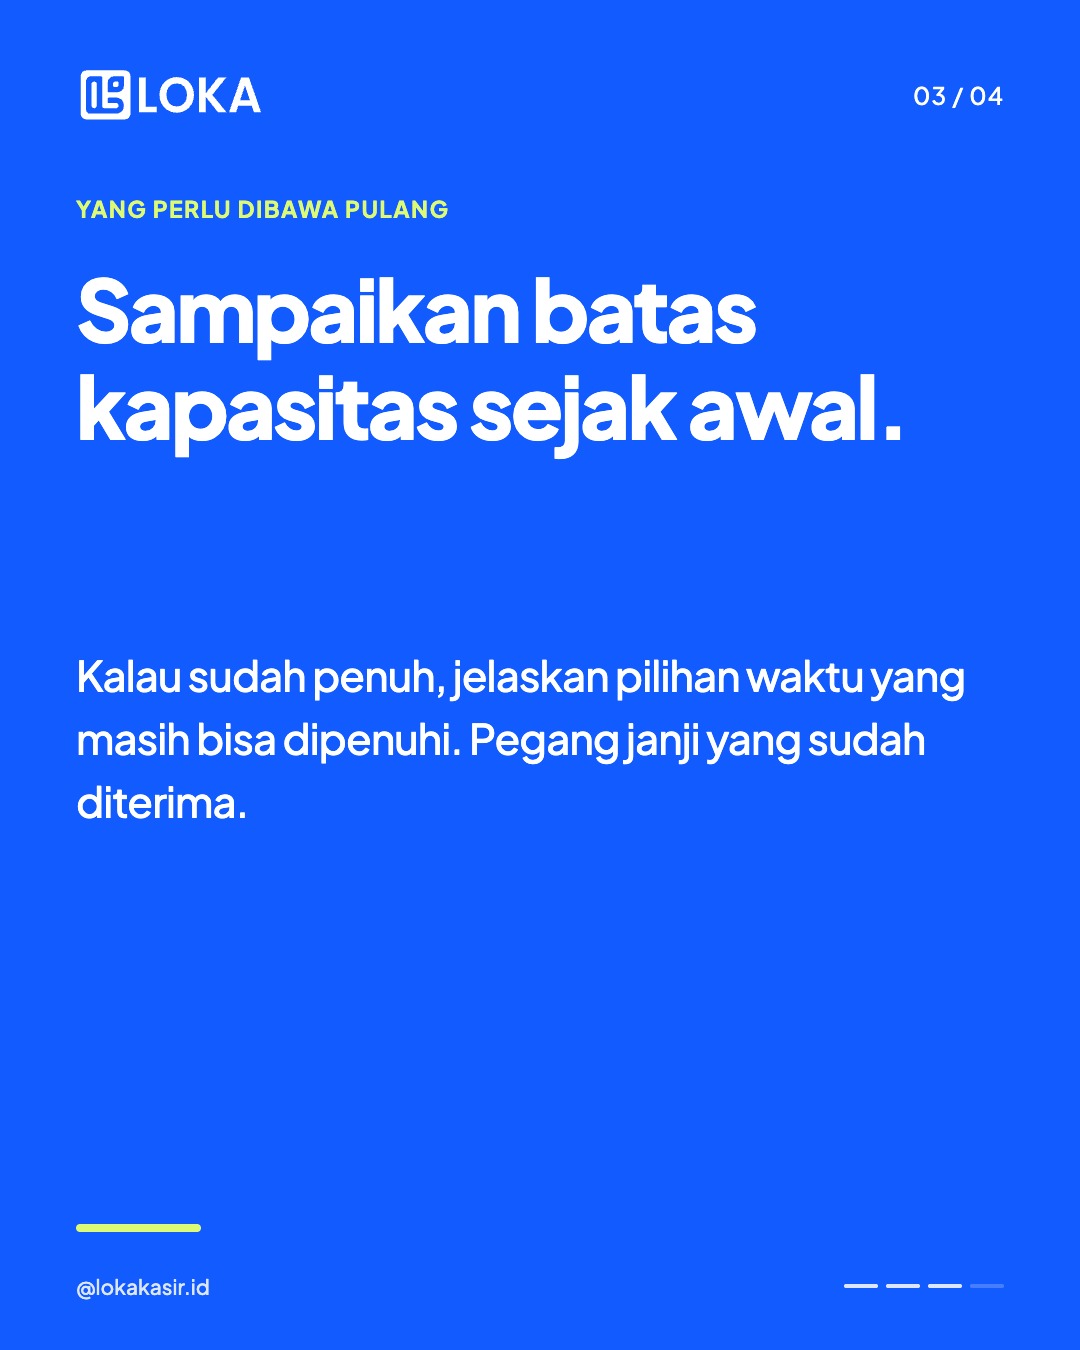 LOKA
03 / 04
YANG PERLU DIBAWA PULANG
Sampaikan batas
kapasitas sejak awal.
Kalau sudah penuh, jelaskan pilihan waktu yang
masih bisa dipenuhi. Pegang janji yang sudah
diterima.
@lokakasir.id